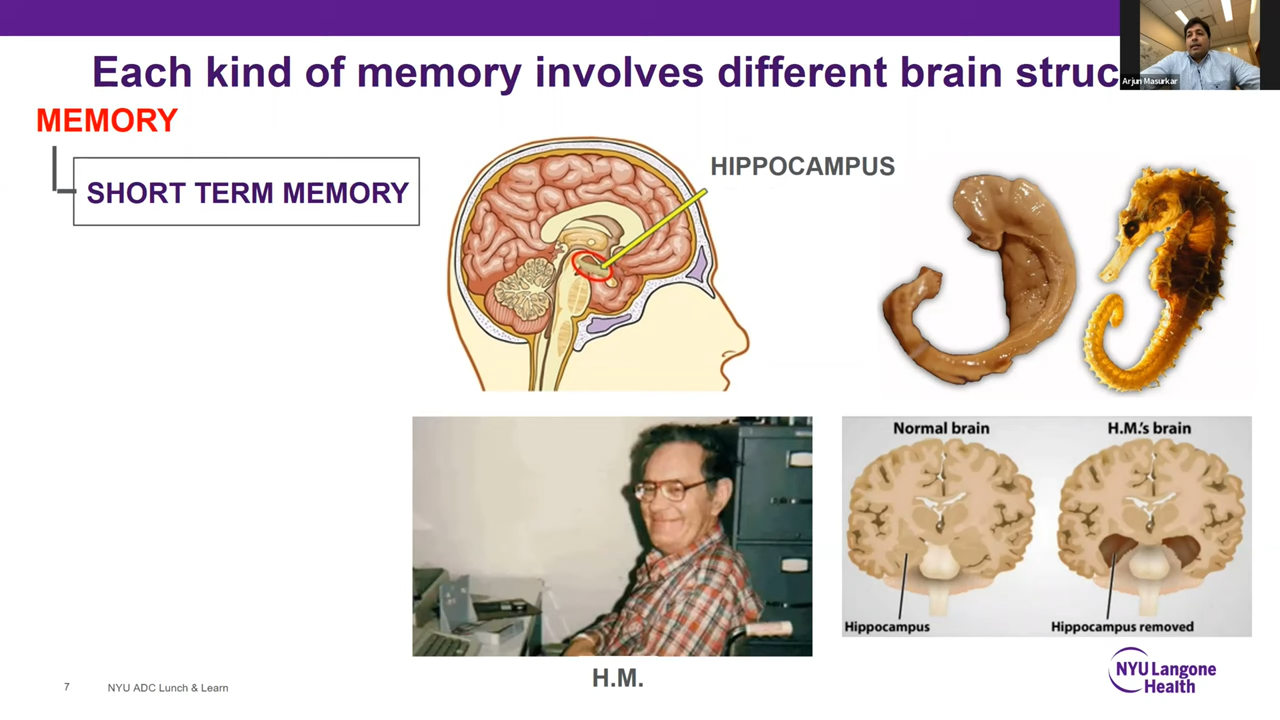 Each kind of memory involves different brain struc
Arjun Masurkar
MEMORY
SHORT TERM MEMORY
HIPPOCAMPUS
Normal brain
H.M.'s brain
Hippocampus
Hippocampus removed
H.M.
7
NYU ADC Lunch & Learn
NYU Langone
Health